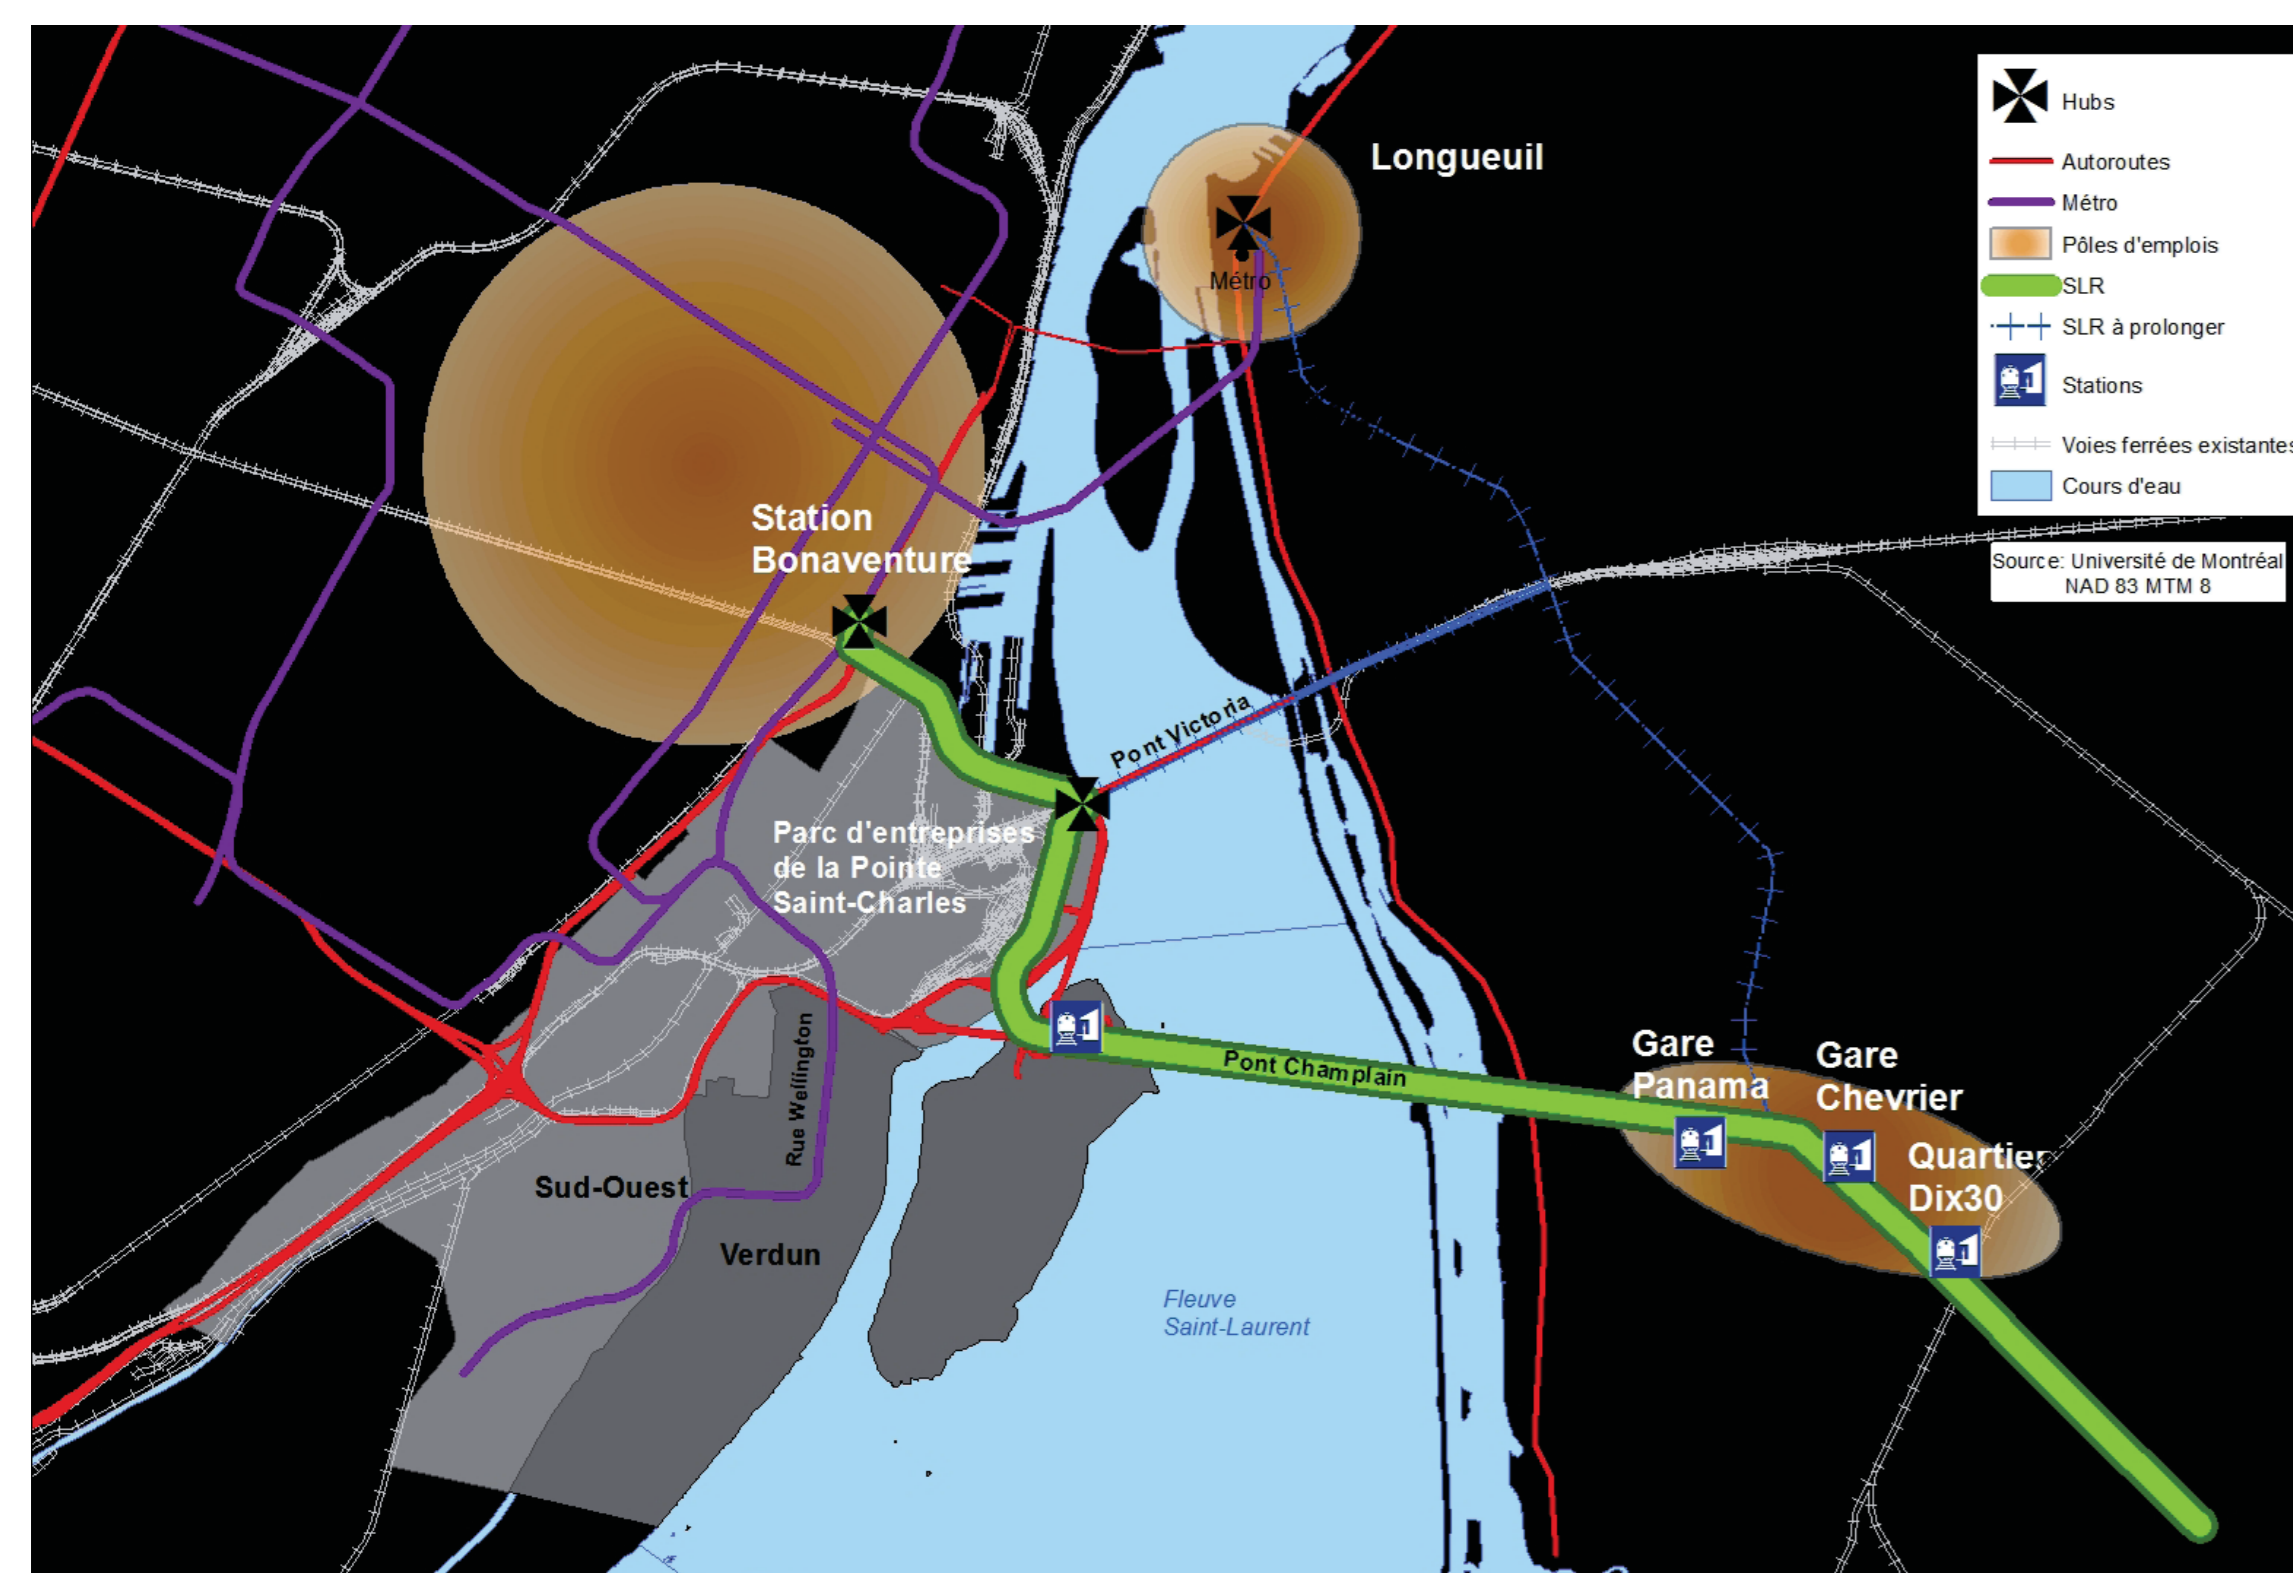 Hubs
Autoroutes
Métro
Pôles d'emplois
SLR
SLR à prolonger
Stations
Voies ferrées existantes
Cours d'eau
Source: Université de Montréal
NAD 83 MTM 8
Longueuil
Métro
Station
Bonaventure
Pont Victoria
Parc d'entreprises
de la Pointe
Saint-Charles
Rue Wellington
Pont Champlain
Gare
Panama
Gare
Chevrier
Quartier
Dix30
Sud-Ouest
Verdun
Fleuve
Saint-Laurent